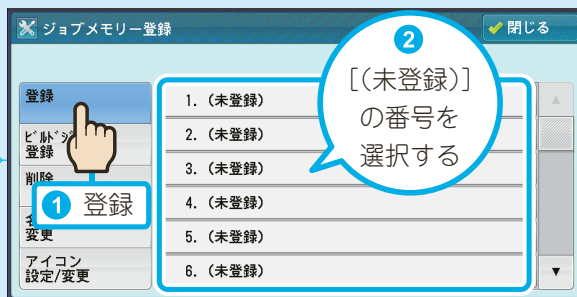 ジョブメモリー登録
閉じる
登録
ﾋﾞﾙﾄﾞｼﾞ
登録
削除
変更
アイコン
設定/変更
1. (未登録)
2. (未登録)
3. (未登録)
4. (未登録)
5. (未登録)
6. (未登録)
1 登録
2
[(未登録)]
の番号を
選択する